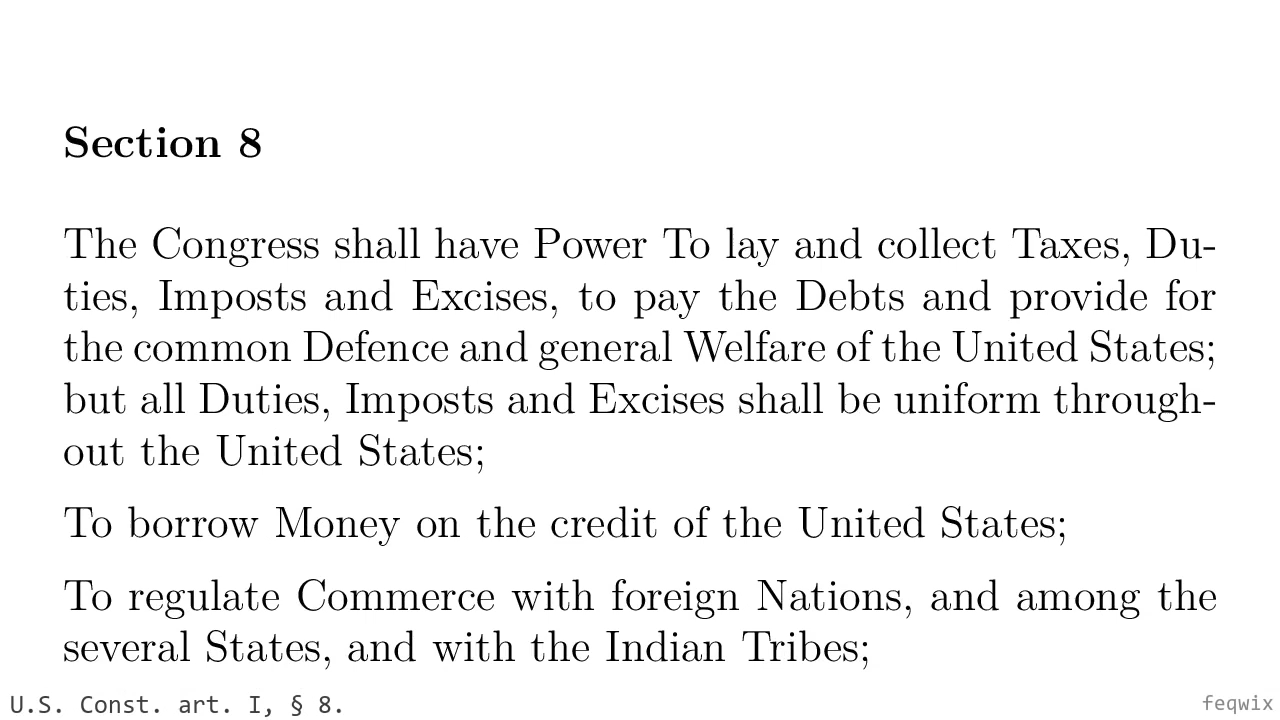 Section 8
The Congress shall have Power To lay and collect Taxes, Du-
ties, Imposts and Excises, to pay the Debts and provide for
the common Defence and general Welfare of the United States;
but all Duties, Imposts and Excises shall be uniform through-
out the United States;
To borrow Money on the credit of the United States;
To regulate Commerce with foreign Nations, and among the
several States, and with the Indian Tribes;
U.S. Const. art. I, § 8.
feqwix